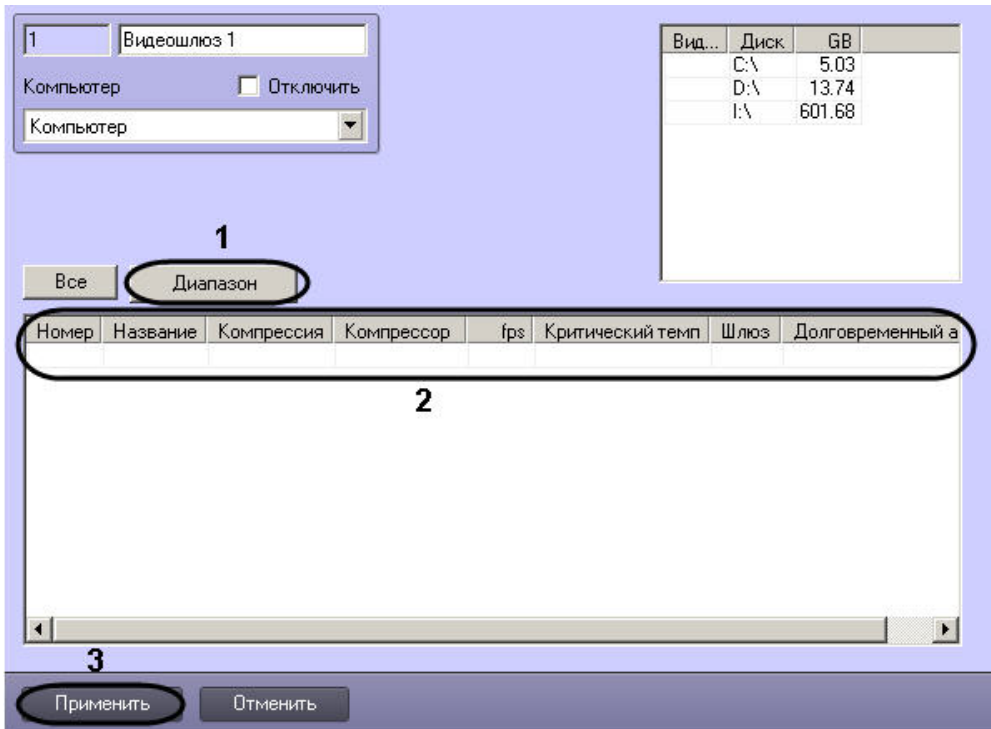 1 Видеошлюз 1
Компьютер Отключить
Компьютер
Вид... Диск GB
C:\ 5.03
D:\ 13.74
I:\ 601.68
1
Все Диапазон
Номер Название Компрессия Компрессор fps Критический темп Шлюз Долговременный а
2
3
Применить Отменить